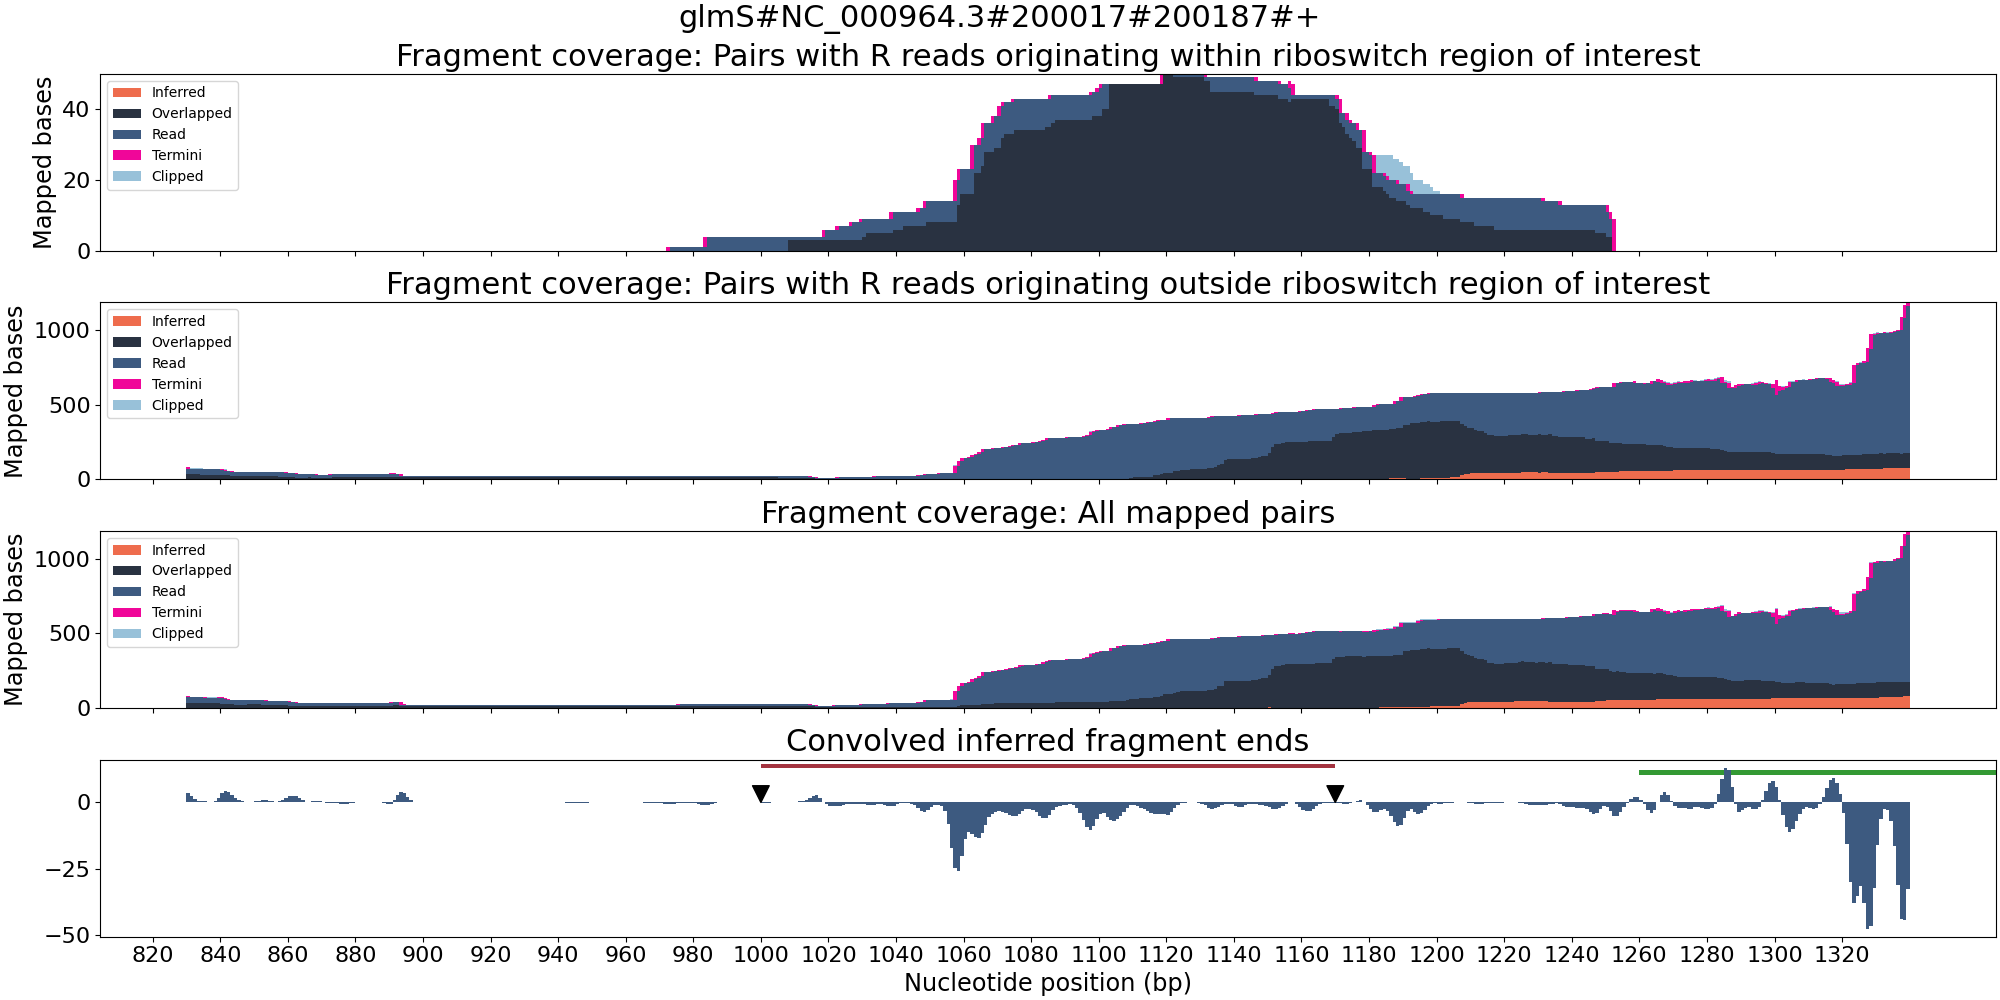 glmS#NC_000964.3#200017#200187#+
Fragment coverage: Pairs with R reads originating within riboswitch region of interest
Mapped bases
40
20
0
Inferred
Overlapped
Read
Termini
Clipped
Fragment coverage: Pairs with R reads originating outside riboswitch region of interest
Mapped bases
1000
500
0
Inferred
Overlapped
Read
Termini
Clipped
Fragment coverage: All mapped pairs
Mapped bases
1000
500
0
Inferred
Overlapped
Read
Termini
Clipped
Convolved inferred fragment ends
0
−25
−50
820 840 860 880 900 920 940 960 980 1000 1020 1040 1060 1080 1100 1120 1140 1160 1180 1200 1220 1240 1260 1280 1300 1320
Nucleotide position (bp)